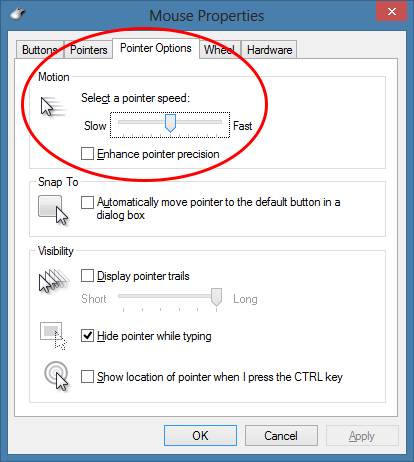 Mouse Properties
Buttons Pointers Pointer Options Wheel Hardware
Motion
Select a pointer speed:
Slow Fast
Enhance pointer precision
Snap To
Automatically move pointer to the default button in a
dialog box
Visibility
Display pointer trails
Short Long
Hide pointer while typing
Show location of pointer when I press the CTRL key
OK Cancel Apply